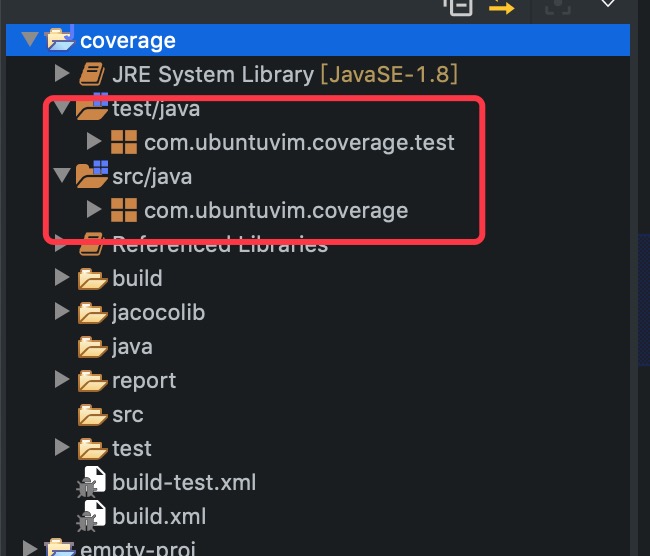 coverage
JRE System Library [JavaSE-1.8]
test/java
com.ubuntuvim.coverage.test
src/java
com.ubuntuvim.coverage
Referenced Libraries
build
jacocolib
java
report
src
test
build-test.xml
build.xml
empty-proj